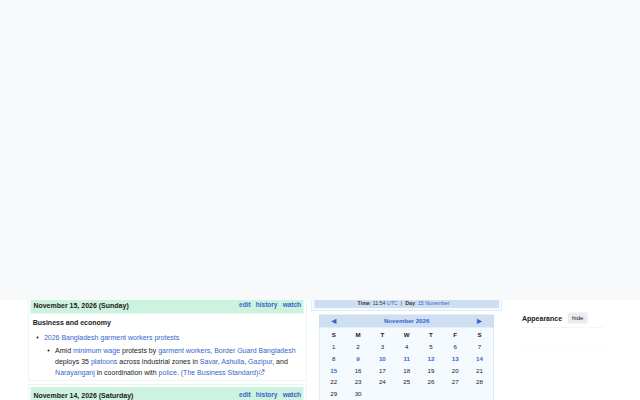 Time: 11:54 UTC | Day: 15 November
November 15, 2026 (Sunday) edit history watch
Business and economy
• 2026 Bangladesh garment workers protests
• Amid minimum wage protests by garment workers, Border Guard Bangladesh
deploys 35 platoons across industrial zones in Savar, Ashulia, Gazipur, and
Narayanganj in coordination with police. (The Business Standard)
November 14, 2026 (Saturday) edit history watch
◀ November 2026 ▶
S M T W T F S
1 2 3 4 5 6 7
8 9 10 11 12 13 14
15 16 17 18 19 20 21
22 23 24 25 26 27 28
29 30
Appearance hide